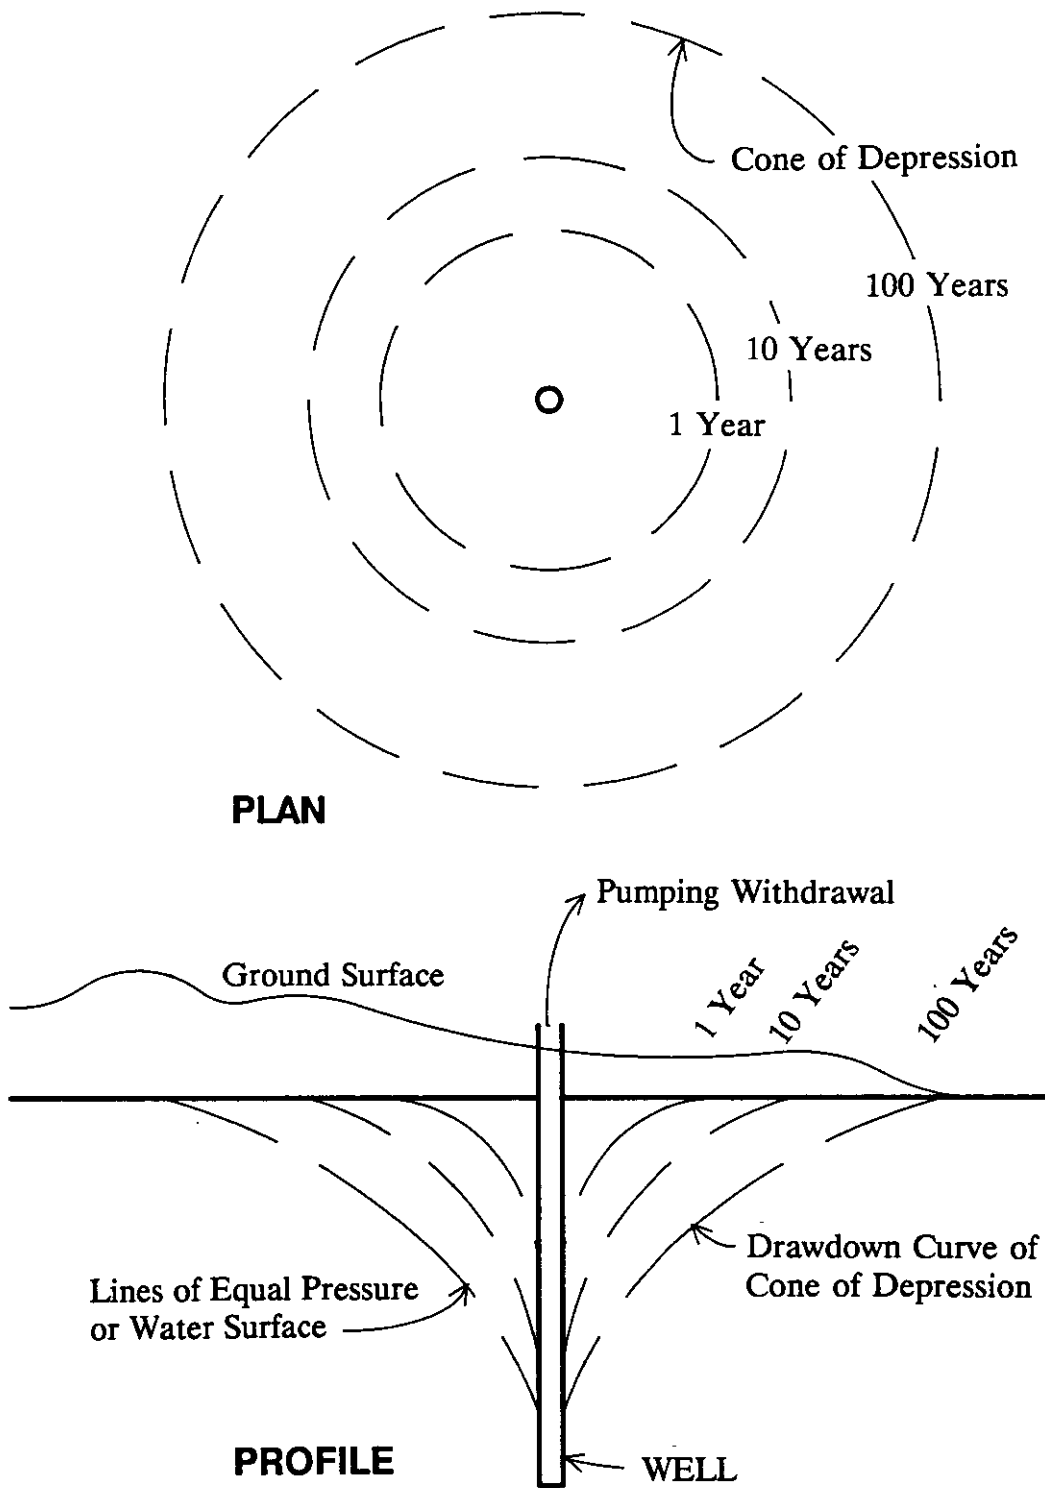 Cone of Depression
100 Years
10 Years
1 Year
PLAN
Pumping Withdrawal
Ground Surface
1 Year
10 Years
100 Years
Drawdown Curve of
Cone of Depression
Lines of Equal Pressure
or Water Surface
PROFILE
WELL